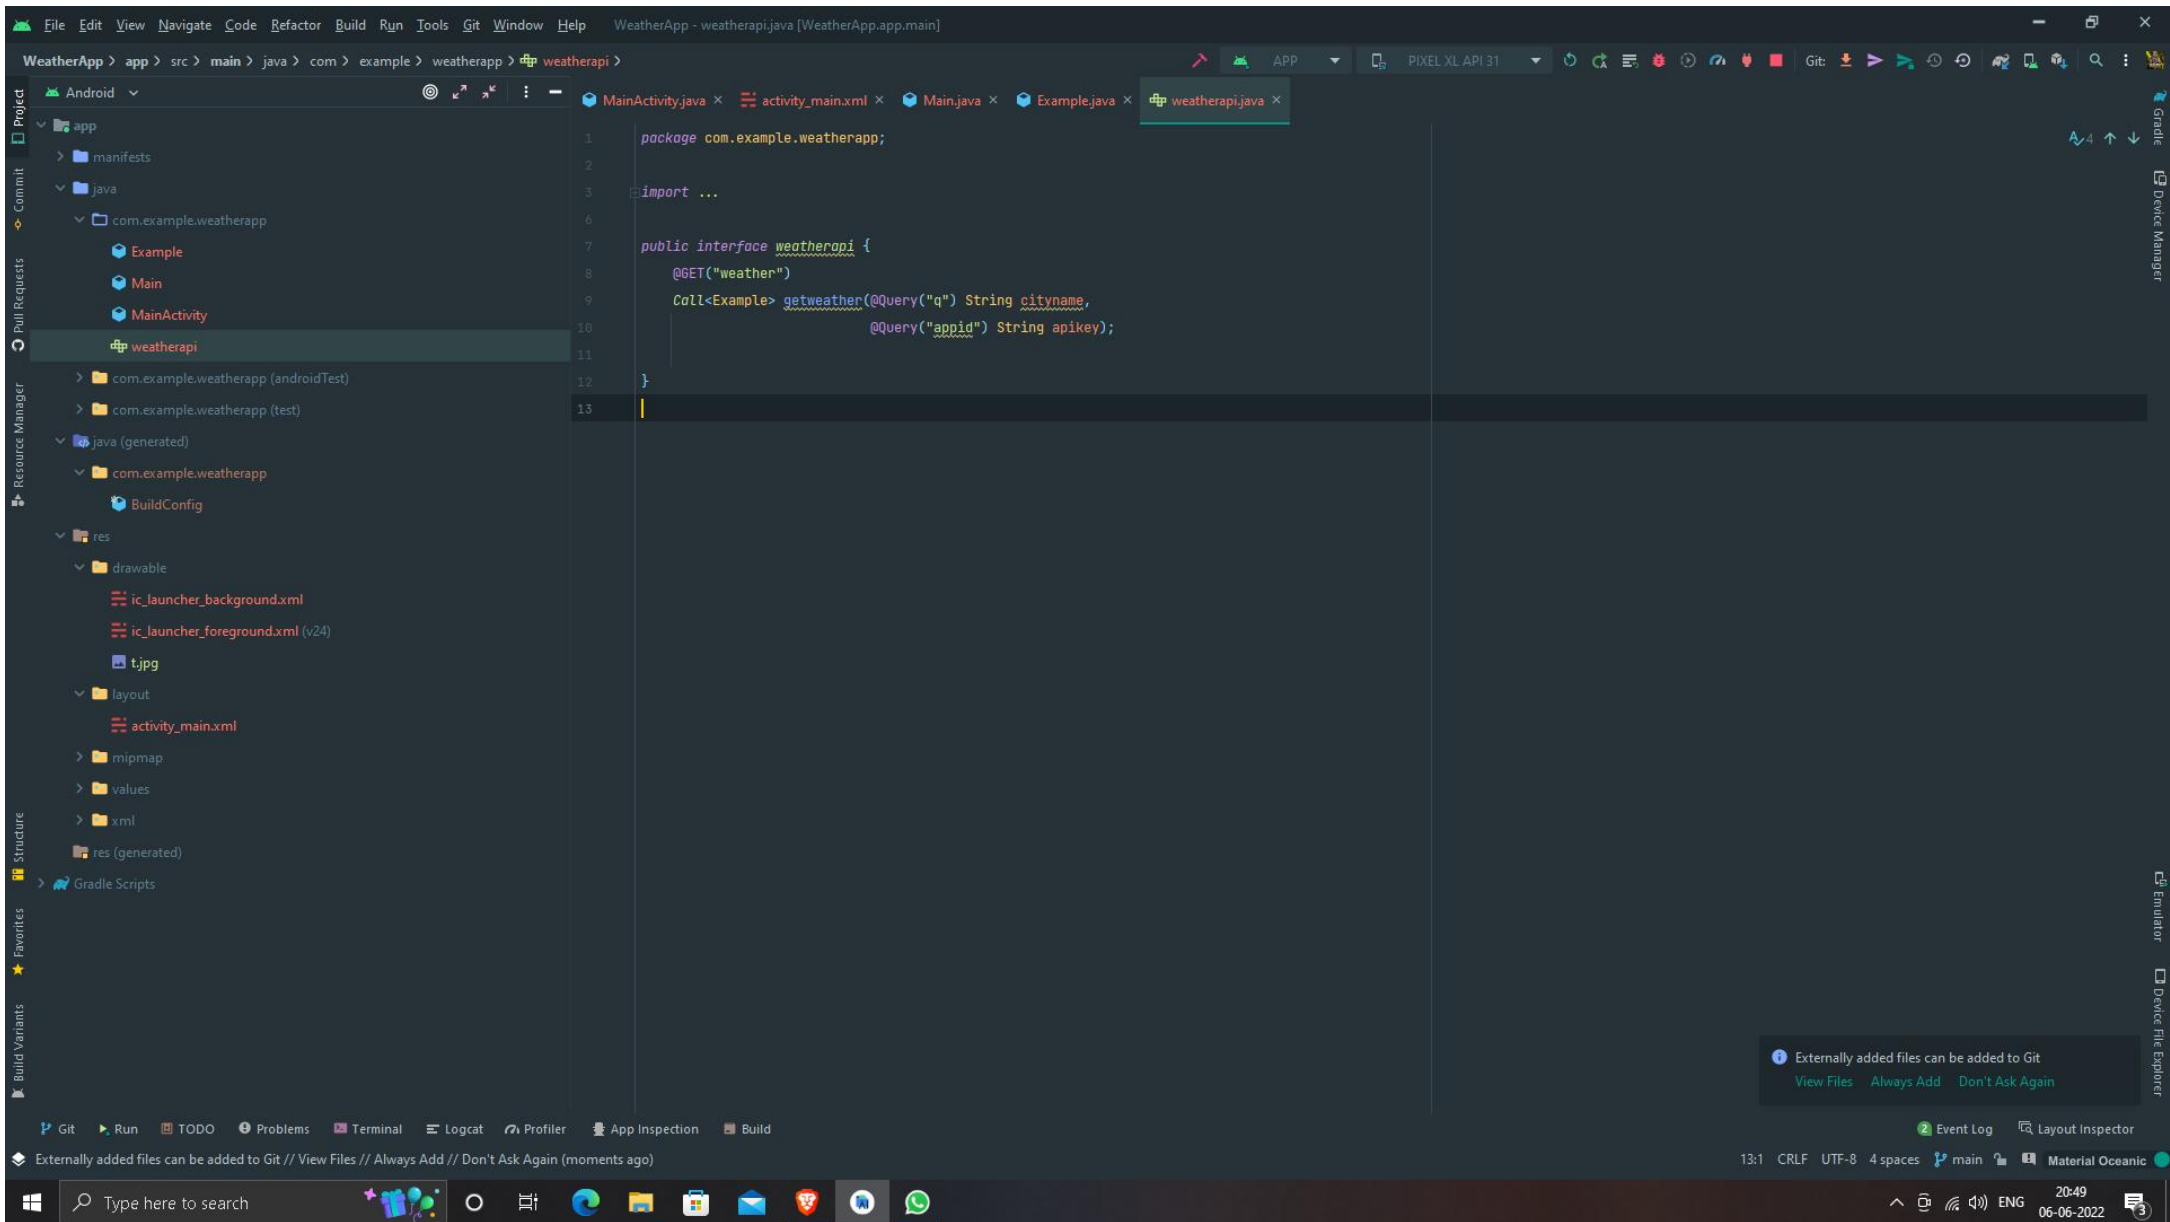 File Edit View Navigate Code Refactor Build Run Tools Git Window Help WeatherApp - weatherapi.java [WeatherApp.app.main]
WeatherApp > app > src > main > java > com > example > weatherapp > weatherapi > APP PIXEL XL API 31 Git:
Android
MainActivity.java × activity_main.xml × Main.java × Example.java × weatherapi.java ×
Project
Commit
Pull Requests
Resource Manager
Structure
Favorites
Build Variants
app
manifests
java
com.example.weatherapp
Example
Main
MainActivity
weatherapi
com.example.weatherapp (androidTest)
com.example.weatherapp (test)
java (generated)
com.example.weatherapp
BuildConfig
res
drawable
ic_launcher_background.xml
ic_launcher_foreground.xml (v24)
t.jpg
layout
activity_main.xml
mipmap
values
xml
res (generated)
Gradle Scripts
1 package com.example.weatherapp;
2
3 import ...
6
7 public interface weatherapi {
8 @GET("weather")
9 Call<Example> getweather(@Query("q") String cityname,
10 @Query("appid") String apikey);
11
12 }
13
4
Gradle
Device Manager
Emulator
Device File Explorer
Externally added files can be added to Git
View Files Always Add Don't Ask Again
Git Run TODO Problems Terminal Logcat Profiler App Inspection Build 2 Event Log Layout Inspector
Externally added files can be added to Git // View Files // Always Add // Don't Ask Again (moments ago) 13:1 CRLF UTF-8 4 spaces main Material Oceanic
Type here to search ENG 20:49
06-06-2022 3